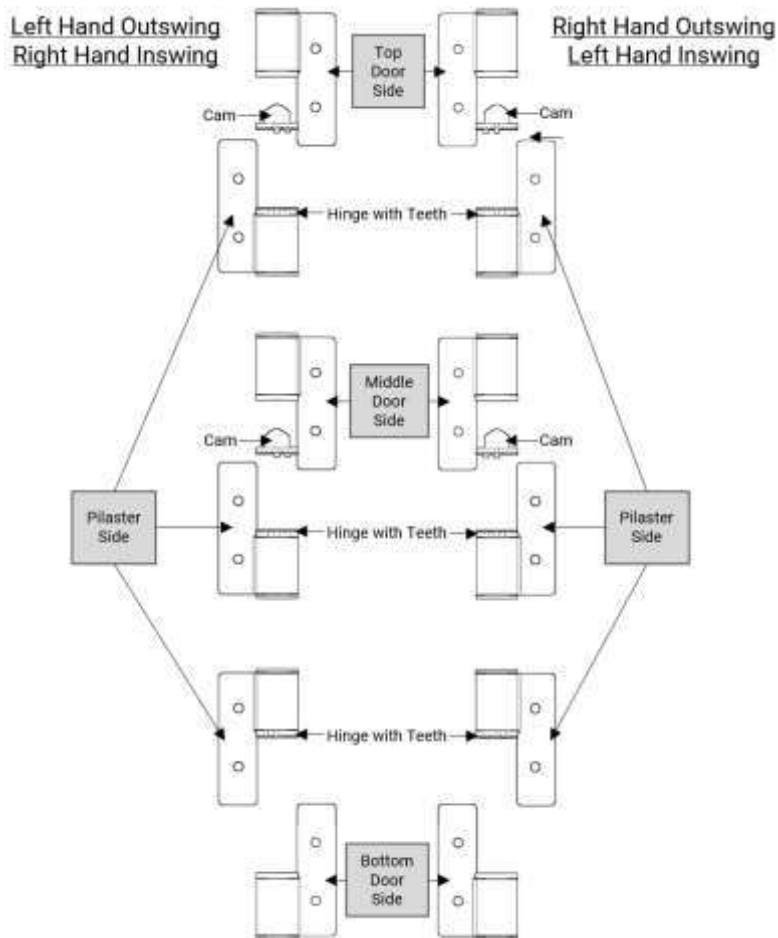 Left Hand Outswing
Right Hand Inswing
Right Hand Outswing
Left Hand Inswing
Top
Door
Side
Cam
Cam
Hinge with Teeth
Middle
Door
Side
Cam
Cam
Pilaster
Side
Hinge with Teeth
Pilaster
Side
Hinge with Teeth
Bottom
Door
Side